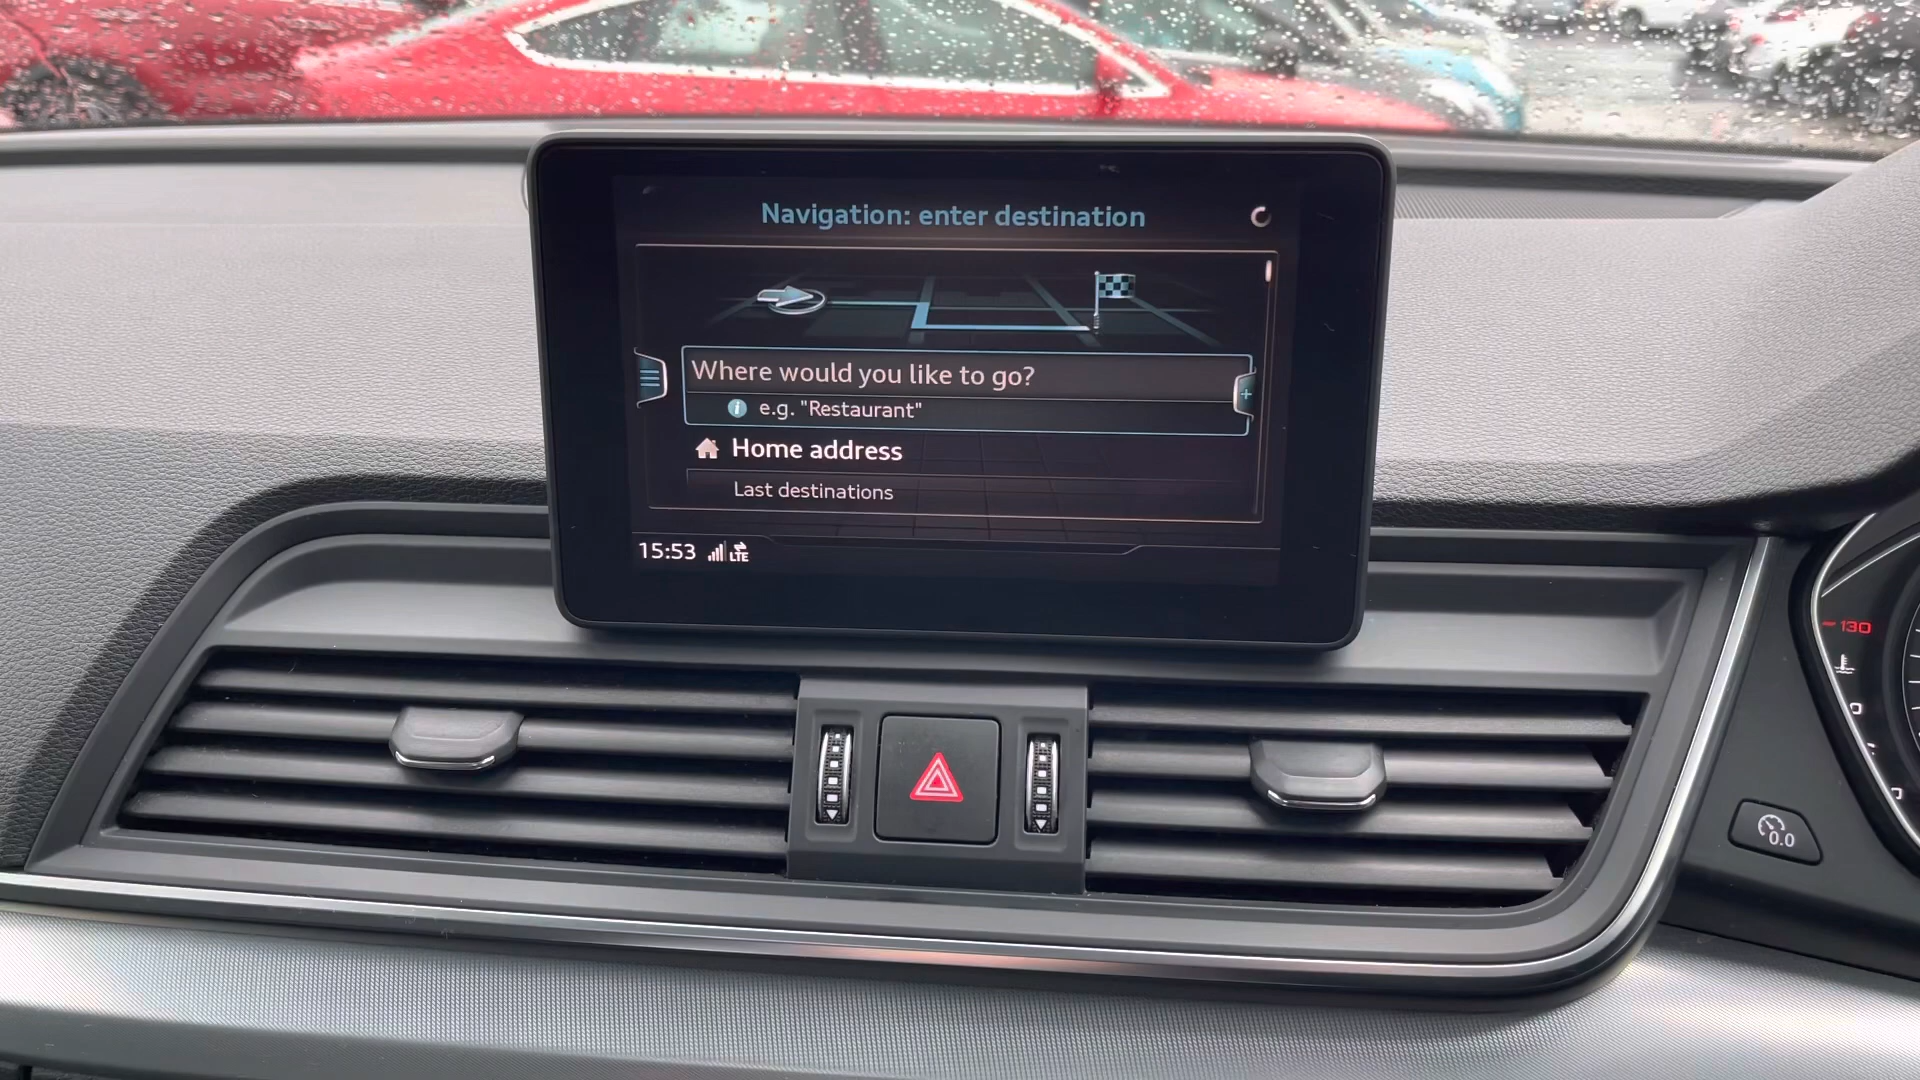 Navigation: enter destination
Where would you like to go?
e.g. "Restaurant"
Home address
Last destinations
15:53 LTE
130
0.0